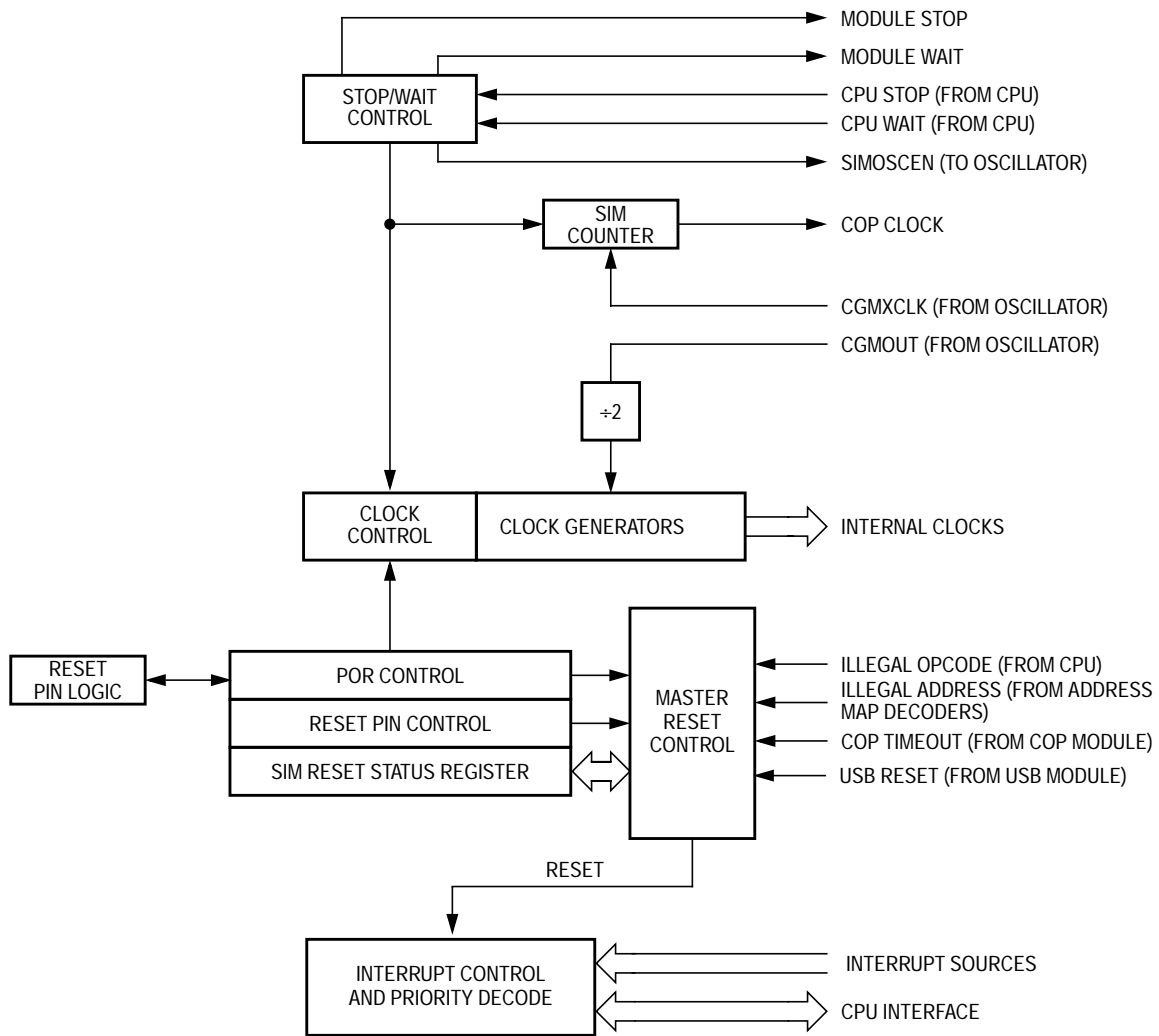 MODULE STOP
MODULE WAIT
STOP/WAIT
CONTROL
CPU STOP (FROM CPU)
CPU WAIT (FROM CPU)
SIMOSCEN (TO OSCILLATOR)
SIM
COUNTER
COP CLOCK
CGMXCLK (FROM OSCILLATOR)
CGMOUT (FROM OSCILLATOR)
÷2
CLOCK
CONTROL
CLOCK GENERATORS
INTERNAL CLOCKS
RESET
PIN LOGIC
POR CONTROL
RESET PIN CONTROL
SIM RESET STATUS REGISTER
MASTER
RESET
CONTROL
ILLEGAL OPCODE (FROM CPU)
ILLEGAL ADDRESS (FROM ADDRESS
MAP DECODERS)
COP TIMEOUT (FROM COP MODULE)
USB RESET (FROM USB MODULE)
RESET
INTERRUPT CONTROL
AND PRIORITY DECODE
INTERRUPT SOURCES
CPU INTERFACE